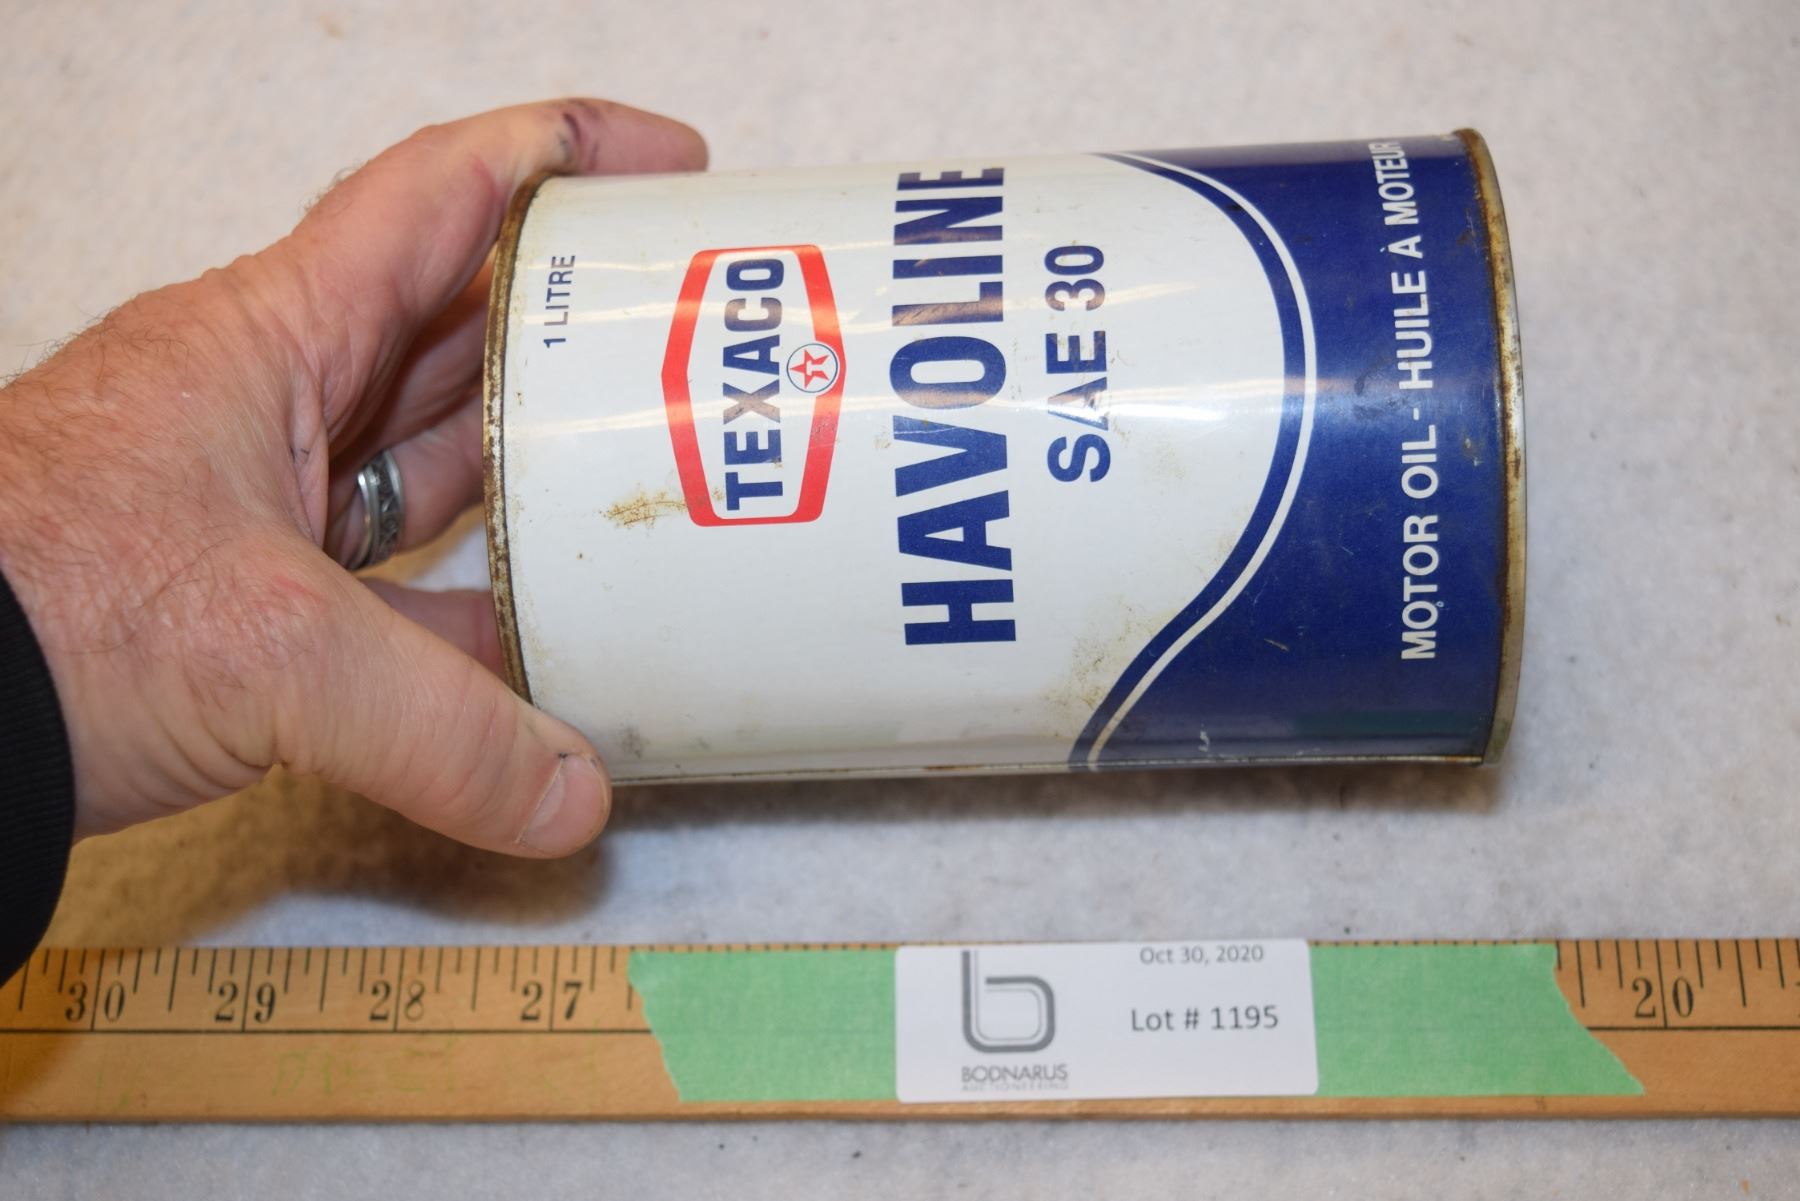 1 LITRE
TEXACO
T
HAVOLINE
SAE 30
MOTOR OIL - HUILE À MOTEUR
30 29 28 27 20
Oct 30, 2020
Lot # 1195
b
BODNARUS
AUCTIONEERING